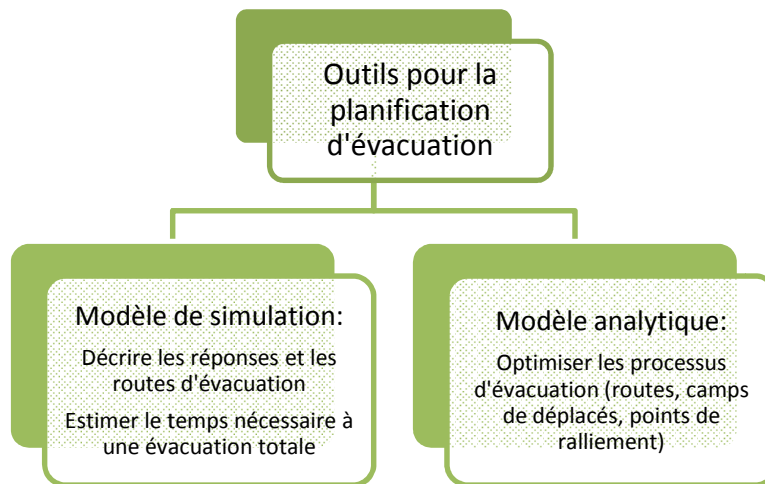 Outils pour la
planification
d'évacuation
Modèle de simulation:
Décrire les réponses et les
routes d'évacuation
Estimer le temps nécessaire à
une évacuation totale
Modèle analytique:
Optimiser les processus
d'évacuation (routes, camps
de déplacés, points de
ralliement)